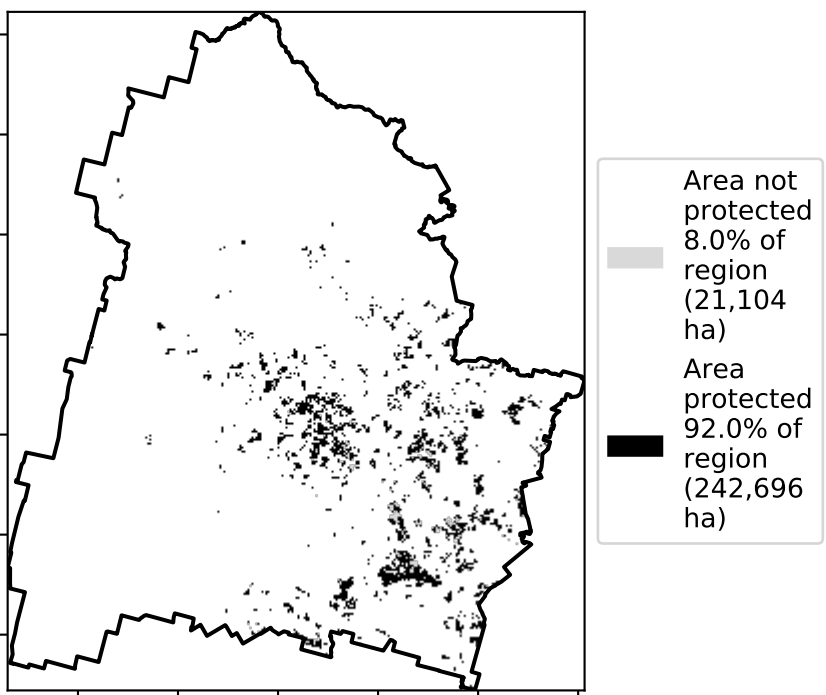 Area not
protected
8.0% of
region
(21,104
ha)
Area
protected
92.0% of
region
(242,696
ha)